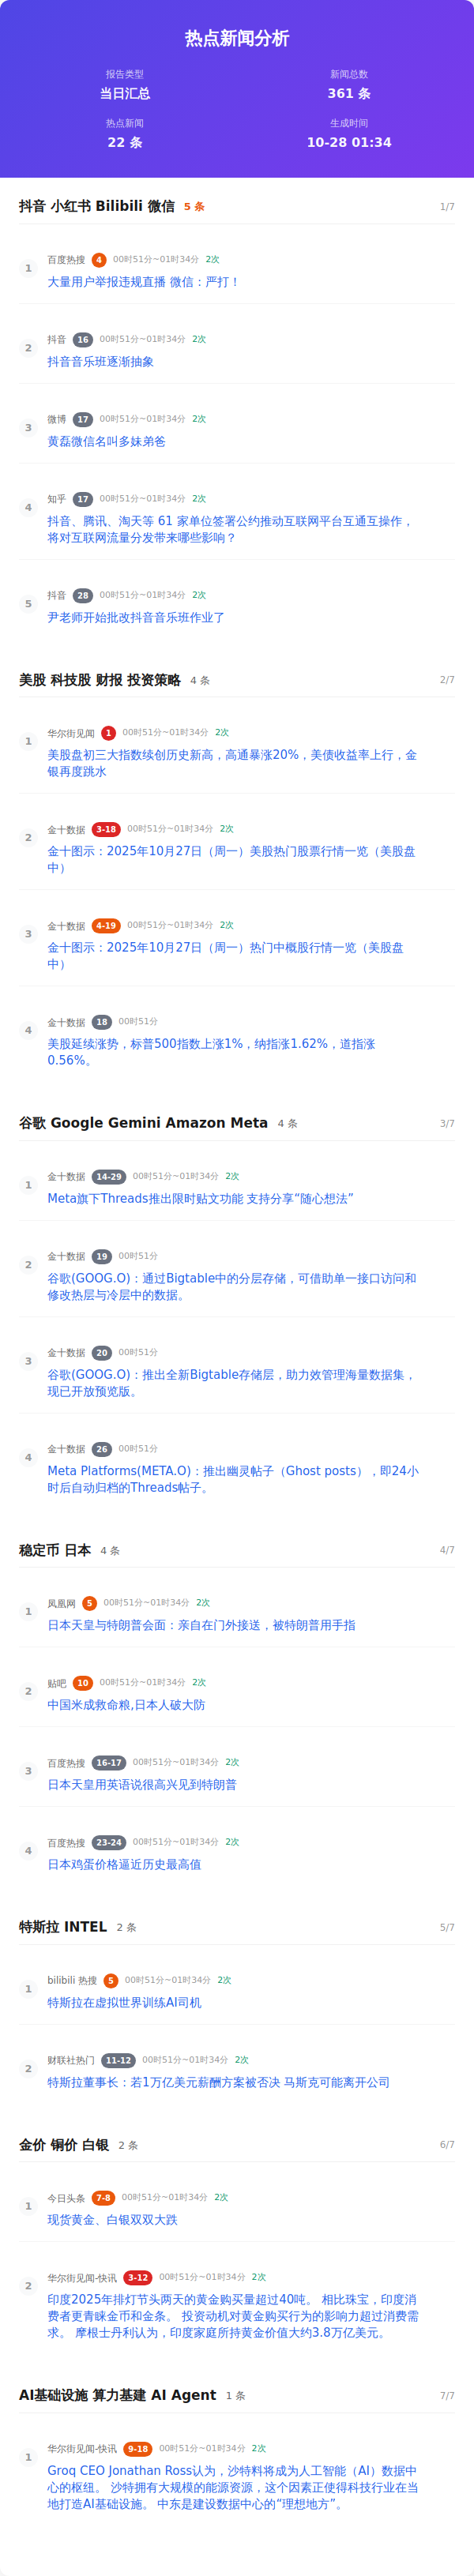 热点新闻分析
报告类型
新闻总数
当日汇总
361 条
热点新闻
生成时间
22 条
10-28 01:34
抖音 小红书 Bilibili 微信 5 条 1/7
1
百度热搜 4 00时51分~01时34分 2次
大量用户举报违规直播 微信：严打！
2
抖音 16 00时51分~01时34分 2次
抖音音乐班逐渐抽象
3
微博 17 00时51分~01时34分 2次
黄磊微信名叫多妹弟爸
4
知乎 17 00时51分~01时34分 2次
抖音、腾讯、淘天等 61 家单位签署公约推动互联网平台互通互操作，
将对互联网流量分发带来哪些影响？
5
抖音 28 00时51分~01时34分 2次
尹老师开始批改抖音音乐班作业了
美股 科技股 财报 投资策略 4 条 2/7
1
华尔街见闻 1 00时51分~01时34分 2次
美股盘初三大指数续创历史新高，高通暴涨20%，美债收益率上行，金
银再度跳水
2
金十数据 3-18 00时51分~01时34分 2次
金十图示：2025年10月27日（周一）美股热门股票行情一览（美股盘
中）
3
金十数据 4-19 00时51分~01时34分 2次
金十图示：2025年10月27日（周一）热门中概股行情一览（美股盘
中）
4
金十数据 18 00时51分
美股延续涨势，标普500指数上涨1%，纳指涨1.62%，道指涨
0.56%。
谷歌 Google Gemini Amazon Meta 4 条 3/7
1
金十数据 14-29 00时51分~01时34分 2次
Meta旗下Threads推出限时贴文功能 支持分享“随心想法”
2
金十数据 19 00时51分
谷歌(GOOG.O)：通过Bigtable中的分层存储，可借助单一接口访问和
修改热层与冷层中的数据。
3
金十数据 20 00时51分
谷歌(GOOG.O)：推出全新Bigtable存储层，助力效管理海量数据集，
现已开放预览版。
4
金十数据 26 00时51分
Meta Platforms(META.O)：推出幽灵帖子（Ghost posts），即24小
时后自动归档的Threads帖子。
稳定币 日本 4 条 4/7
1
凤凰网 5 00时51分~01时34分 2次
日本天皇与特朗普会面：亲自在门外接送，被特朗普用手指
2
贴吧 10 00时51分~01时34分 2次
中国米成救命粮,日本人破大防
3
百度热搜 16-17 00时51分~01时34分 2次
日本天皇用英语说很高兴见到特朗普
4
百度热搜 23-24 00时51分~01时34分 2次
日本鸡蛋价格逼近历史最高值
特斯拉 INTEL 2 条 5/7
1
bilibili 热搜 5 00时51分~01时34分 2次
特斯拉在虚拟世界训练AI司机
2
财联社热门 11-12 00时51分~01时34分 2次
特斯拉董事长：若1万亿美元薪酬方案被否决 马斯克可能离开公司
金价 铜价 白银 2 条 6/7
1
今日头条 7-8 00时51分~01时34分 2次
现货黄金、白银双双大跌
2
华尔街见闻-快讯 3-12 00时51分~01时34分 2次
印度2025年排灯节头两天的黄金购买量超过40吨。 相比珠宝，印度消
费者更青睐金币和金条。 投资动机对黄金购买行为的影响力超过消费需
求。 摩根士丹利认为，印度家庭所持黄金价值大约3.8万亿美元。
AI基础设施 算力基建 AI Agent 1 条 7/7
1
华尔街见闻-快讯 9-18 00时51分~01时34分 2次
Groq CEO Jonathan Ross认为，沙特料将成为人工智能（AI）数据中
心的枢纽。 沙特拥有大规模的能源资源，这个因素正使得科技行业在当
地打造AI基础设施。 中东是建设数据中心的“理想地方”。